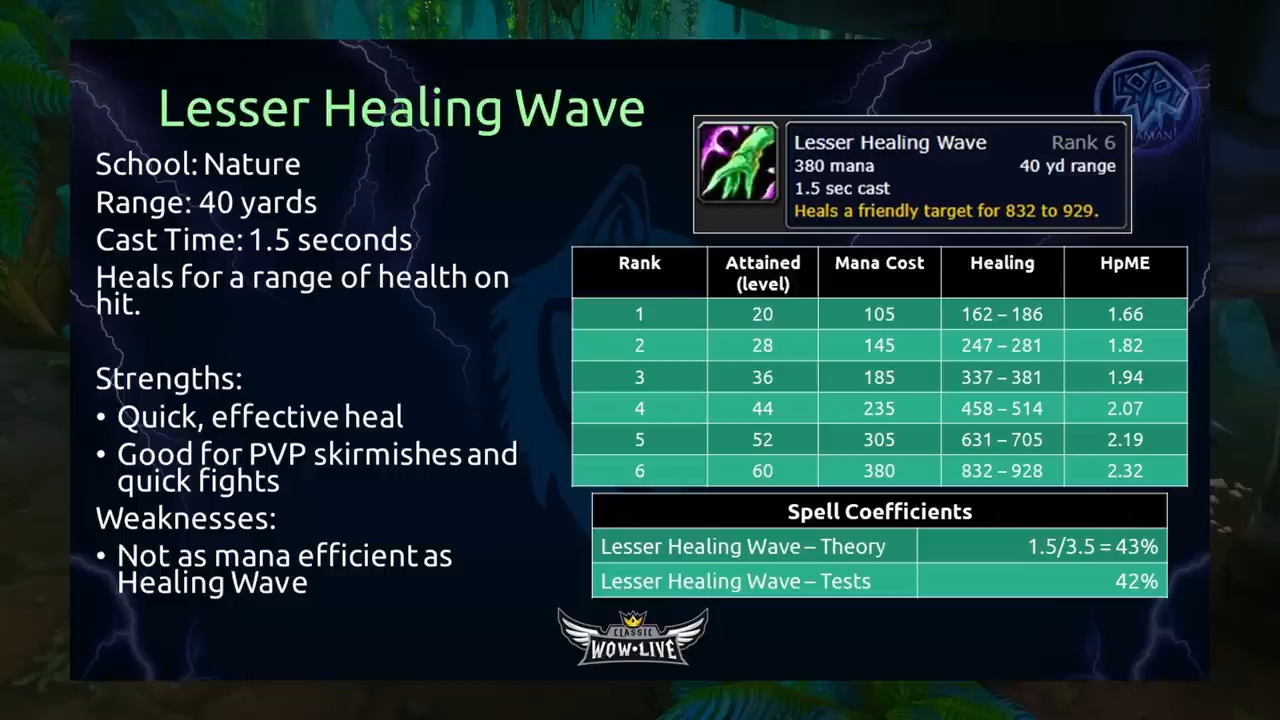 Lesser Healing Wave
School: Nature
Range: 40 yards
Cast Time: 1.5 seconds
Heals for a range of health on
hit.
Strengths:
• Quick, effective heal
• Good for PVP skirmishes and
quick fights
Weaknesses:
• Not as mana efficient as
Healing Wave
Lesser Healing Wave Rank 6
380 mana 40 yd range
1.5 sec cast
Heals a friendly target for 832 to 929.
Rank Attained Mana Cost Healing HpME
(level)
1 20 105 162 – 186 1.66
2 28 145 247 – 281 1.82
3 36 185 337 – 381 1.94
4 44 235 458 – 514 2.07
5 52 305 631 – 705 2.19
6 60 380 832 – 928 2.32
Spell Coefficients
Lesser Healing Wave – Theory 1.5/3.5 = 43%
Lesser Healing Wave – Tests 42%
CLASSIC
WOW•LIVE